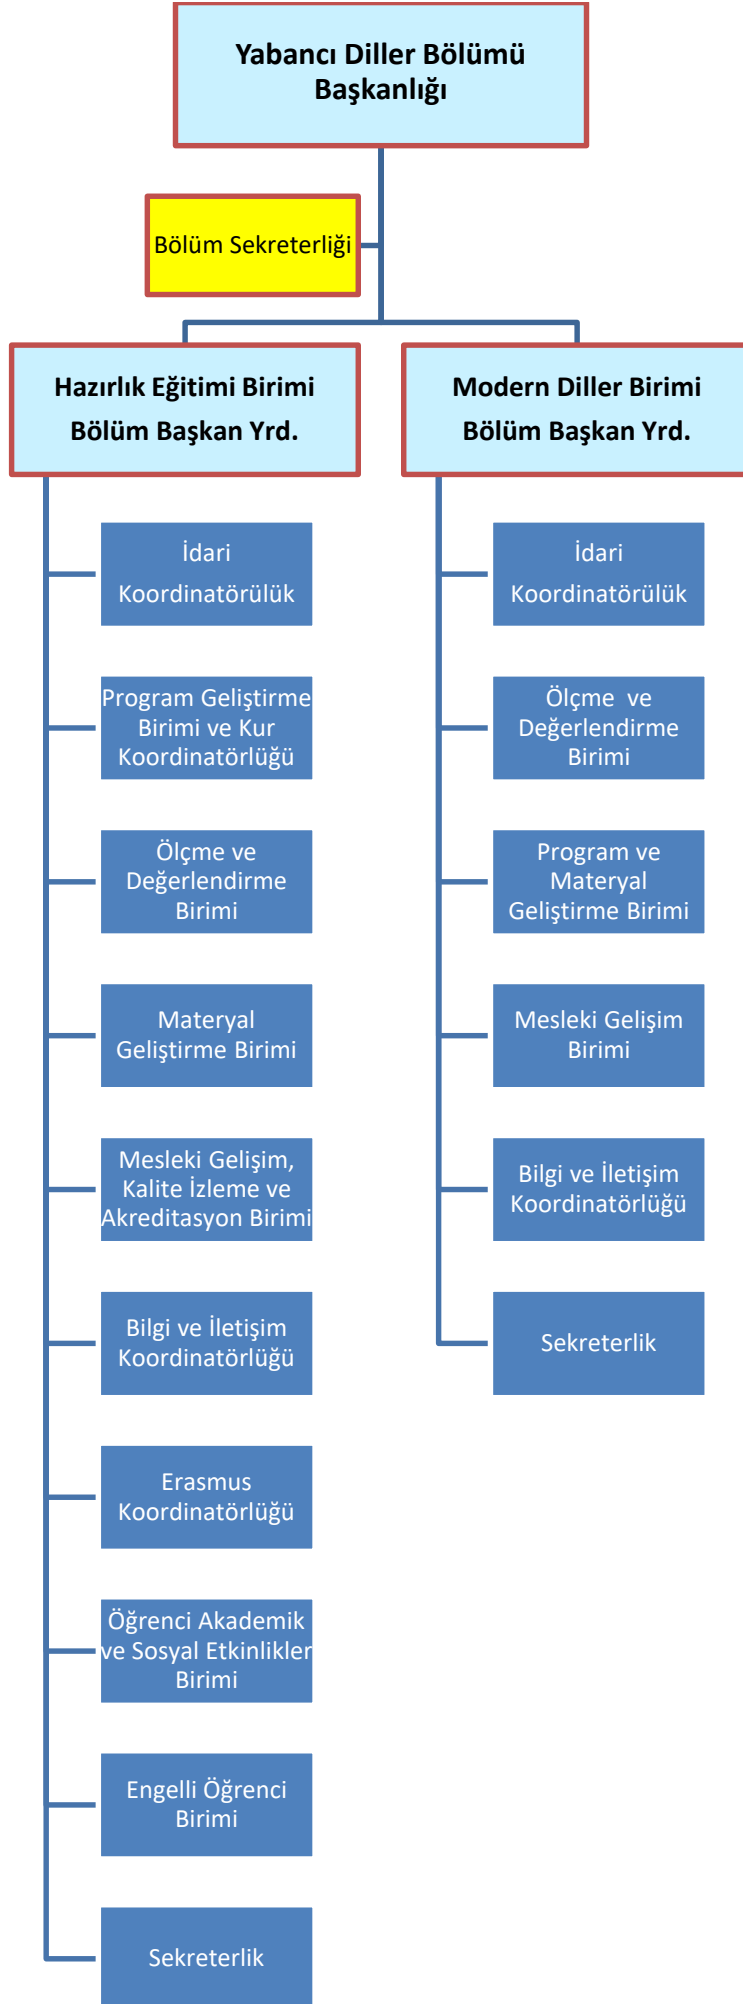 Yabancı Diller Bölümü
Başkanlığı
Bölüm Sekreterliği
Hazırlık Eğitimi Birimi
Bölüm Başkan Yrd.
İdari
Koordinatörülük
Program Geliştirme
Birimi ve Kur
Koordinatörlüğü
Ölçme ve
Değerlendirme
Birimi
Materyal
Geliştirme Birimi
Mesleki Gelişim,
Kalite İzleme ve
Akreditasyon Birimi
Bilgi ve İletişim
Koordinatörlüğü
Erasmus
Koordinatörlüğü
Öğrenci Akademik
ve Sosyal Etkinlikler
Birimi
Engelli Öğrenci
Birimi
Sekreterlik
Modern Diller Birimi
Bölüm Başkan Yrd.
İdari
Koordinatörülük
Ölçme  ve
Değerlendirme
Birimi
Program ve
Materyal
Geliştirme Birimi
Mesleki Gelişim
Birimi
Bilgi ve İletişim
Koordinatörlüğü
Sekreterlik